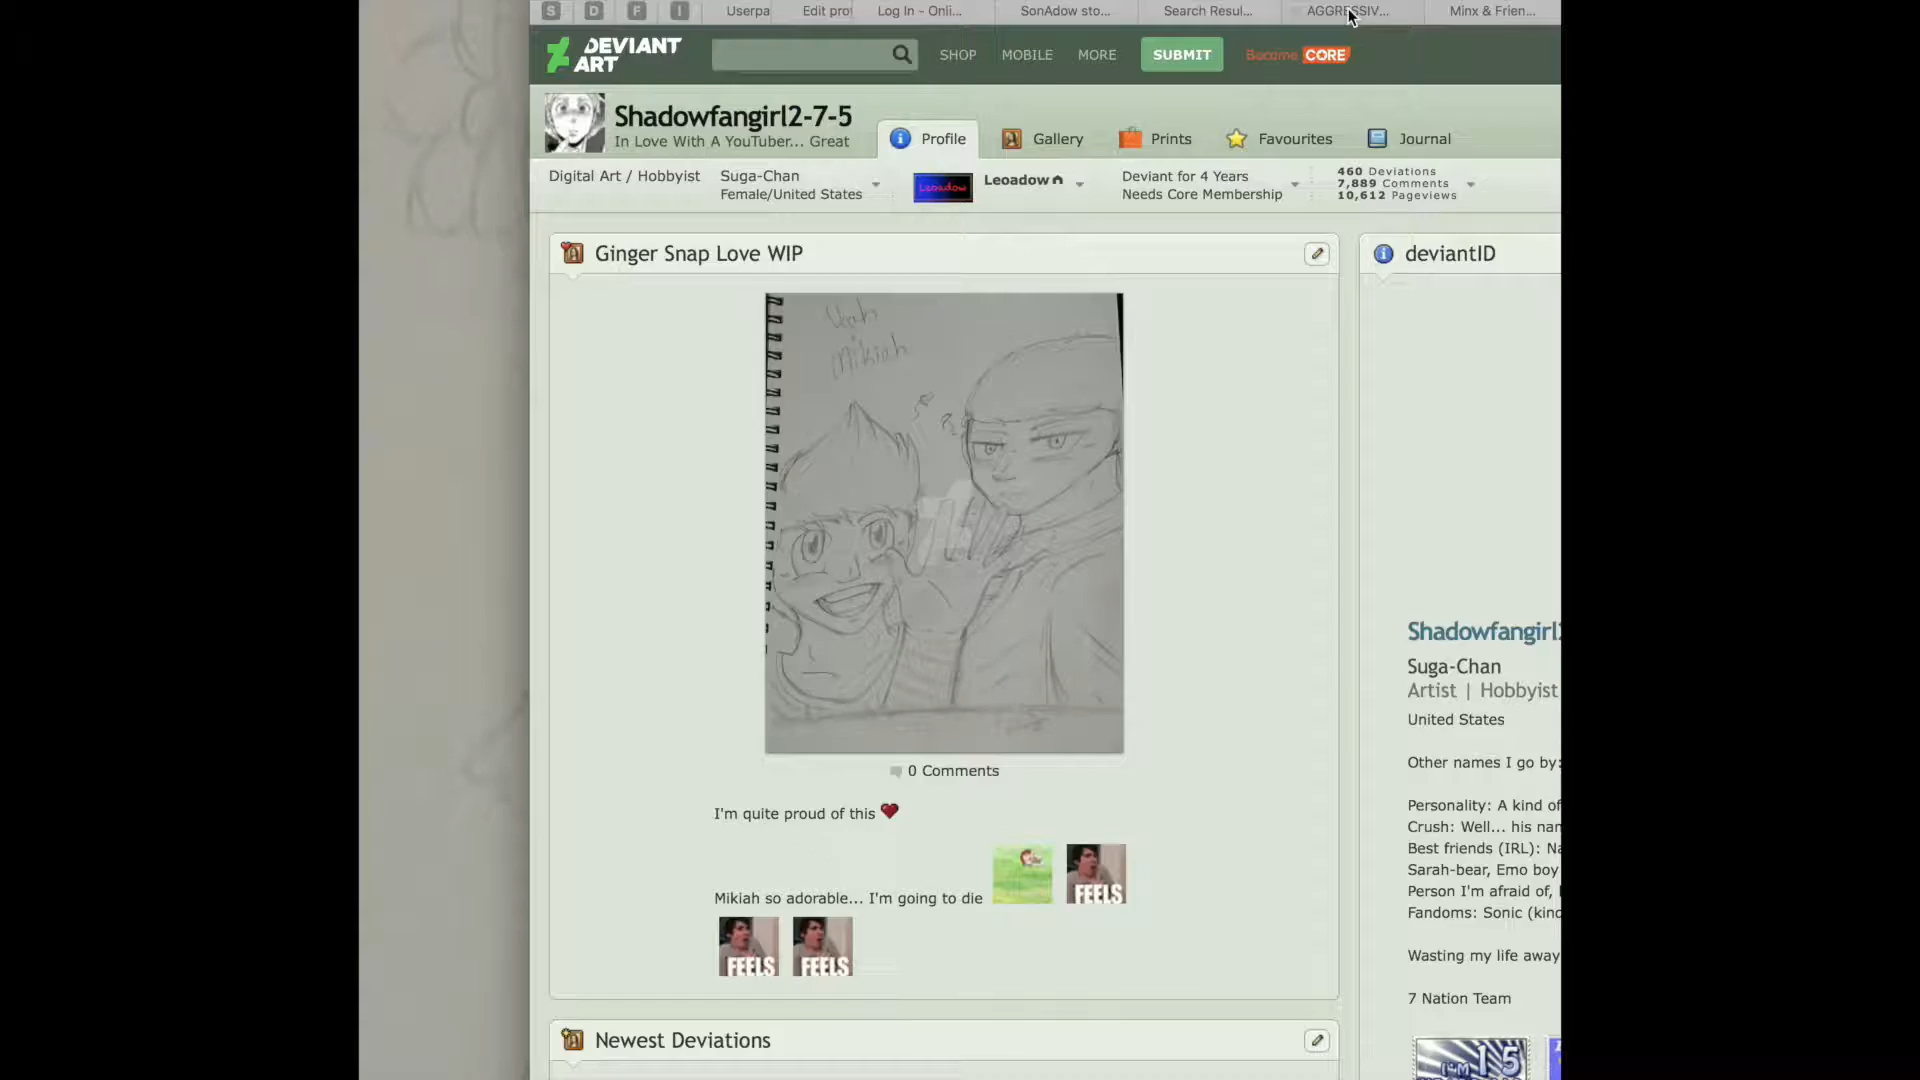 S D F I Userpa Edit pro Log In - Onli... SonAdow sto... Search Resul... AGGRESSIV... Minx & Frien...
DEVIANT ART SHOP MOBILE MORE SUBMIT Become CORE
Shadowfangirl2-7-5
In Love With A YouTuber... Great
Profile Gallery Prints Favourites Journal
Digital Art / Hobbyist
Suga-Chan
Female/United States
Leoadow
Leoadow
Deviant for 4 Years
Needs Core Membership
460 Deviations
7,889 Comments
10,612 Pageviews
Ginger Snap Love WIP
Mikiah
0 Comments
I'm quite proud of this
Mikiah so adorable... I'm going to die
FEELS
FEELS FEELS
Newest Deviations
deviantID
Shadowfangirl
Suga-Chan
Artist | Hobbyist
United States
Other names I go by:
Personality: A kind of
Crush: Well... his nam
Best friends (IRL): Na
Sarah-bear, Emo boy
Person I'm afraid of,
Fandoms: Sonic (kind
Wasting my life away
7 Nation Team
I'M 15